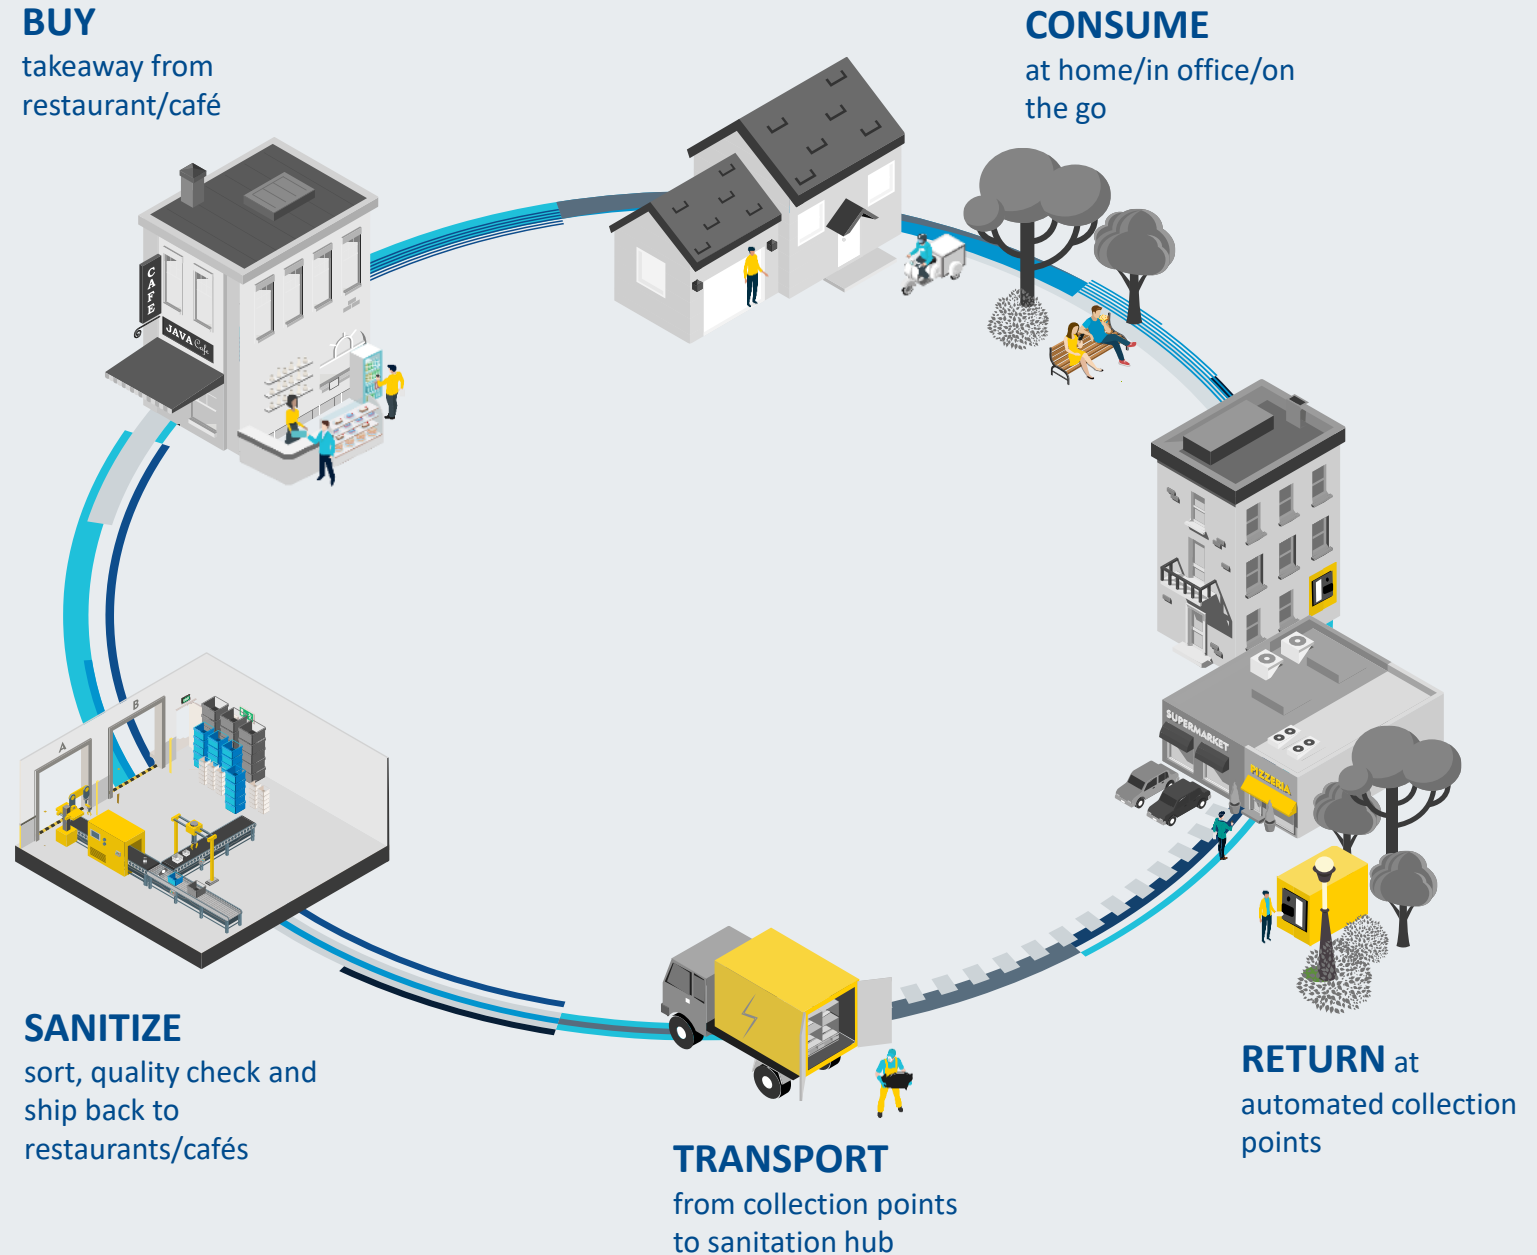 BUY
takeaway from
restaurant/café
CONSUME
at home/in office/on
the go
CAFE
JAVA Cafe
SUPERMARKET
PIZZERIA
A
B
SANITIZE
sort, quality check and
ship back to
restaurants/cafés
TRANSPORT
from collection points
to sanitation hub
RETURN at
automated collection
points